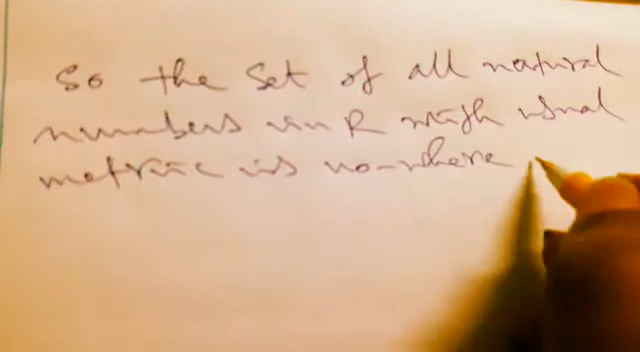 So the set of all natural
numbers in R with usual
metric is no-where